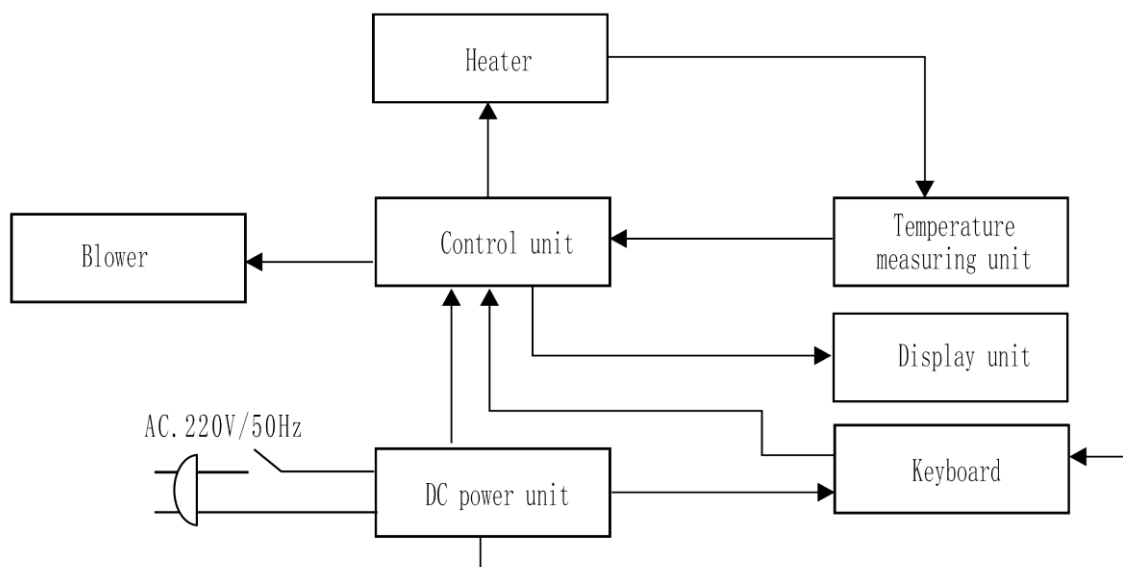 Heater
Blower
Control unit
Temperature
measuring unit
Display unit
AC.220V/50Hz
DC power unit
Keyboard